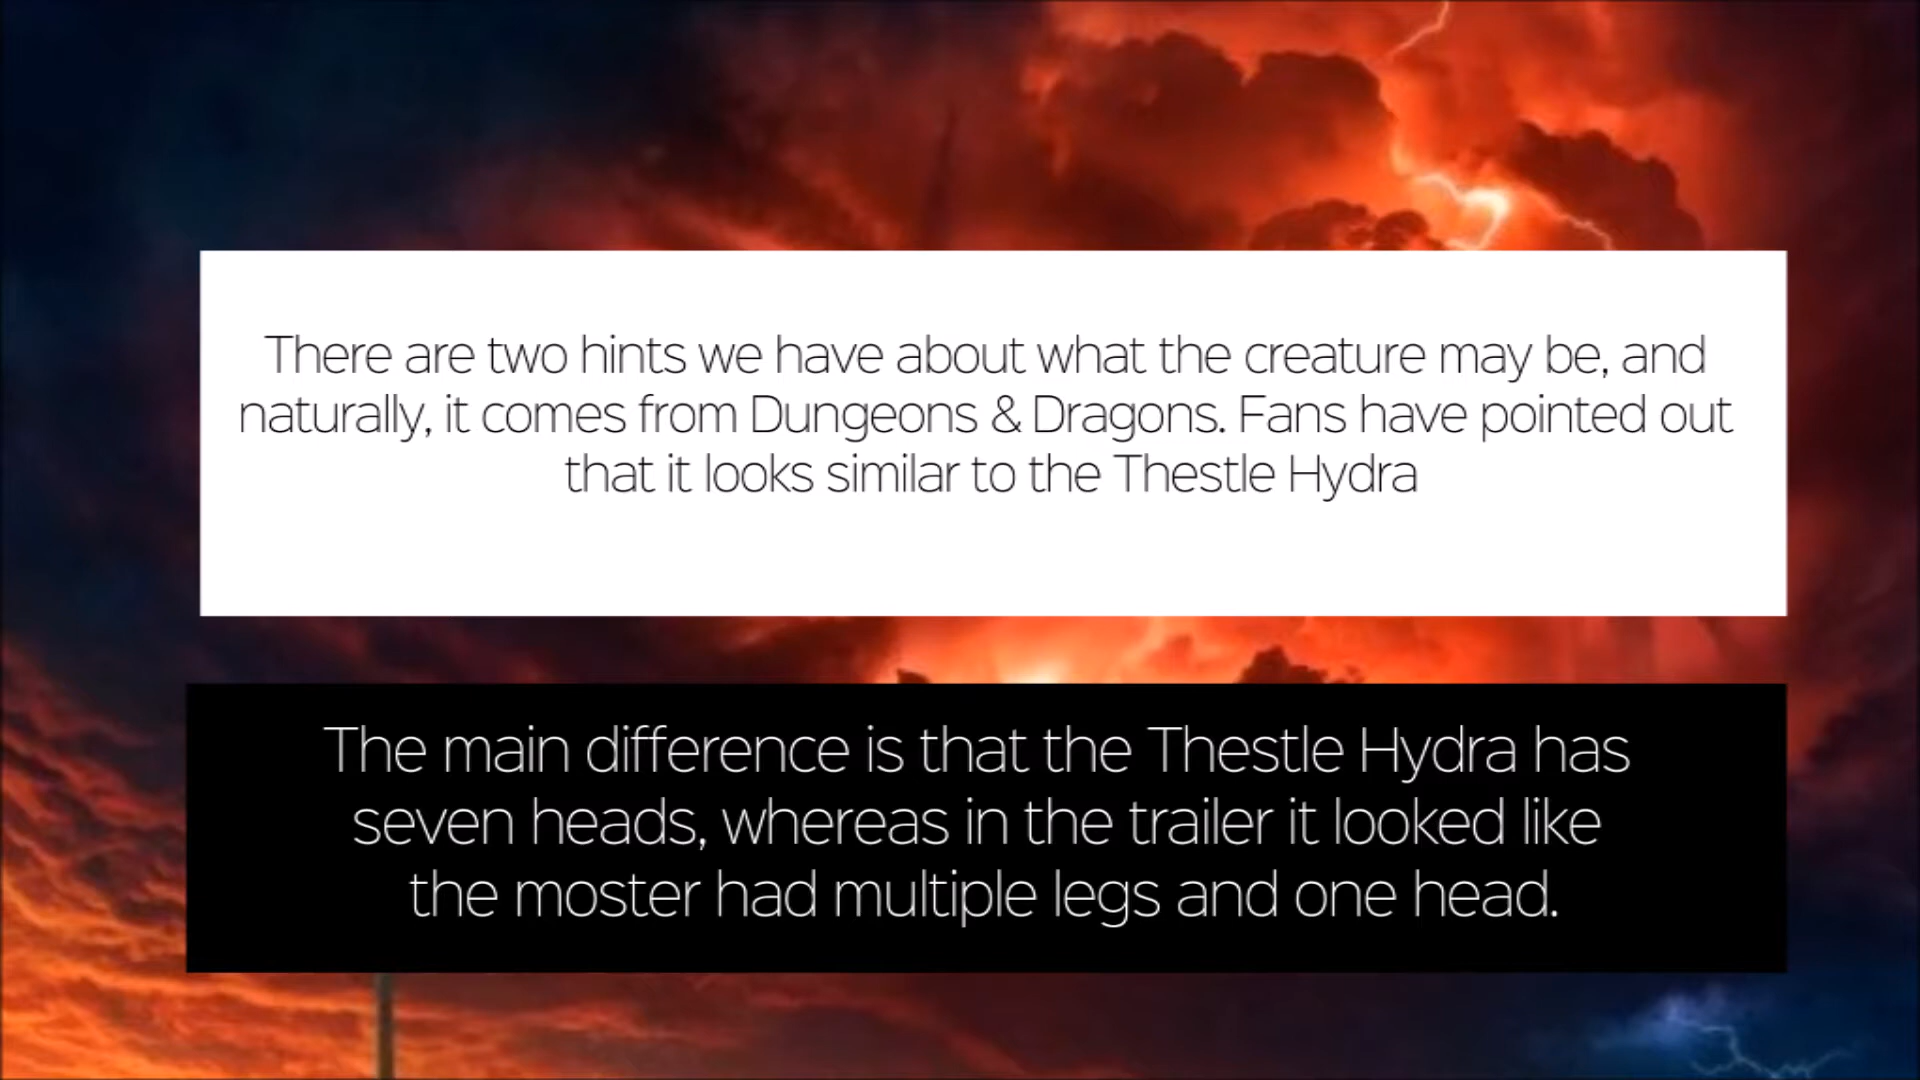 There are two hints we have about what the creature may be, and
naturally, it comes from Dungeons & Dragons. Fans have pointed out
that it looks similar to the Thestle Hydra
The main difference is that the Thestle Hydra has
seven heads, whereas in the trailer it looked like
the moster had multiple legs and one head.